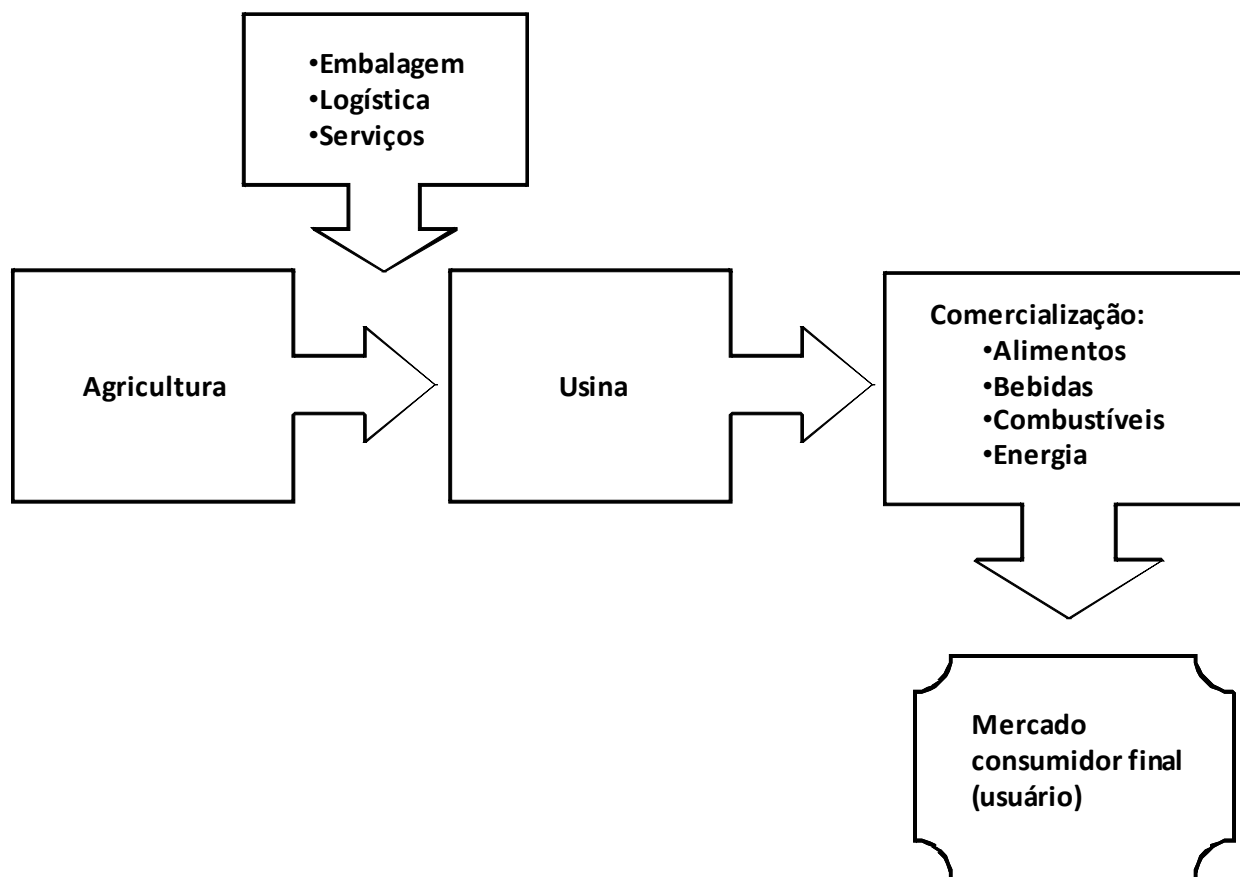 •Embalagem
•Logística
•Serviços
Agricultura
Usina
Comercialização:
•Alimentos
•Bebidas
•Combustíveis
•Energia
Mercado
consumidor final
(usuário)